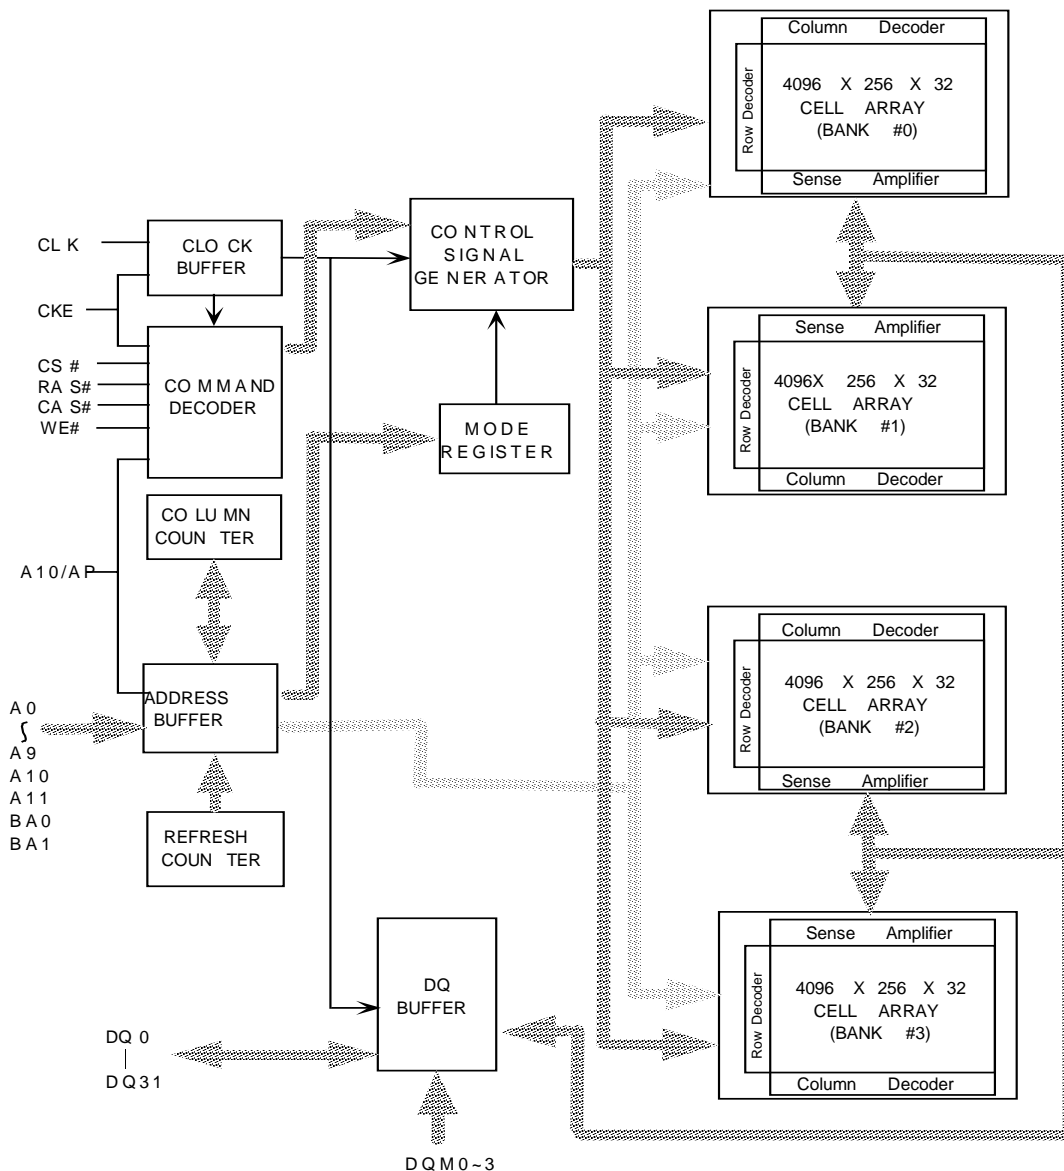 CLK
CKE
CS#
RAS#
CAS#
WE#
A10/AP
A0
A9
A10
A11
BA0
BA1
DQ0
DQ31
CLOCK
BUFFER
COMMAND
DECODER
COLUMN
COUNTER
ADDRESS
BUFFER
REFRESH
COUNTER
CONTROL
SIGNAL
GENERATOR
MODE
REGISTER
DQ
BUFFER
DQM0~3
Column Decoder
Row Decoder
4096 X 256 X 32
CELL ARRAY
(BANK #0)
Sense Amplifier
Sense Amplifier
Row Decoder
4096X 256 X 32
CELL ARRAY
(BANK #1)
Column Decoder
Column Decoder
Row Decoder
4096 X 256 X 32
CELL ARRAY
(BANK #2)
Sense Amplifier
Sense Amplifier
Row Decoder
4096 X 256 X 32
CELL ARRAY
(BANK #3)
Column Decoder